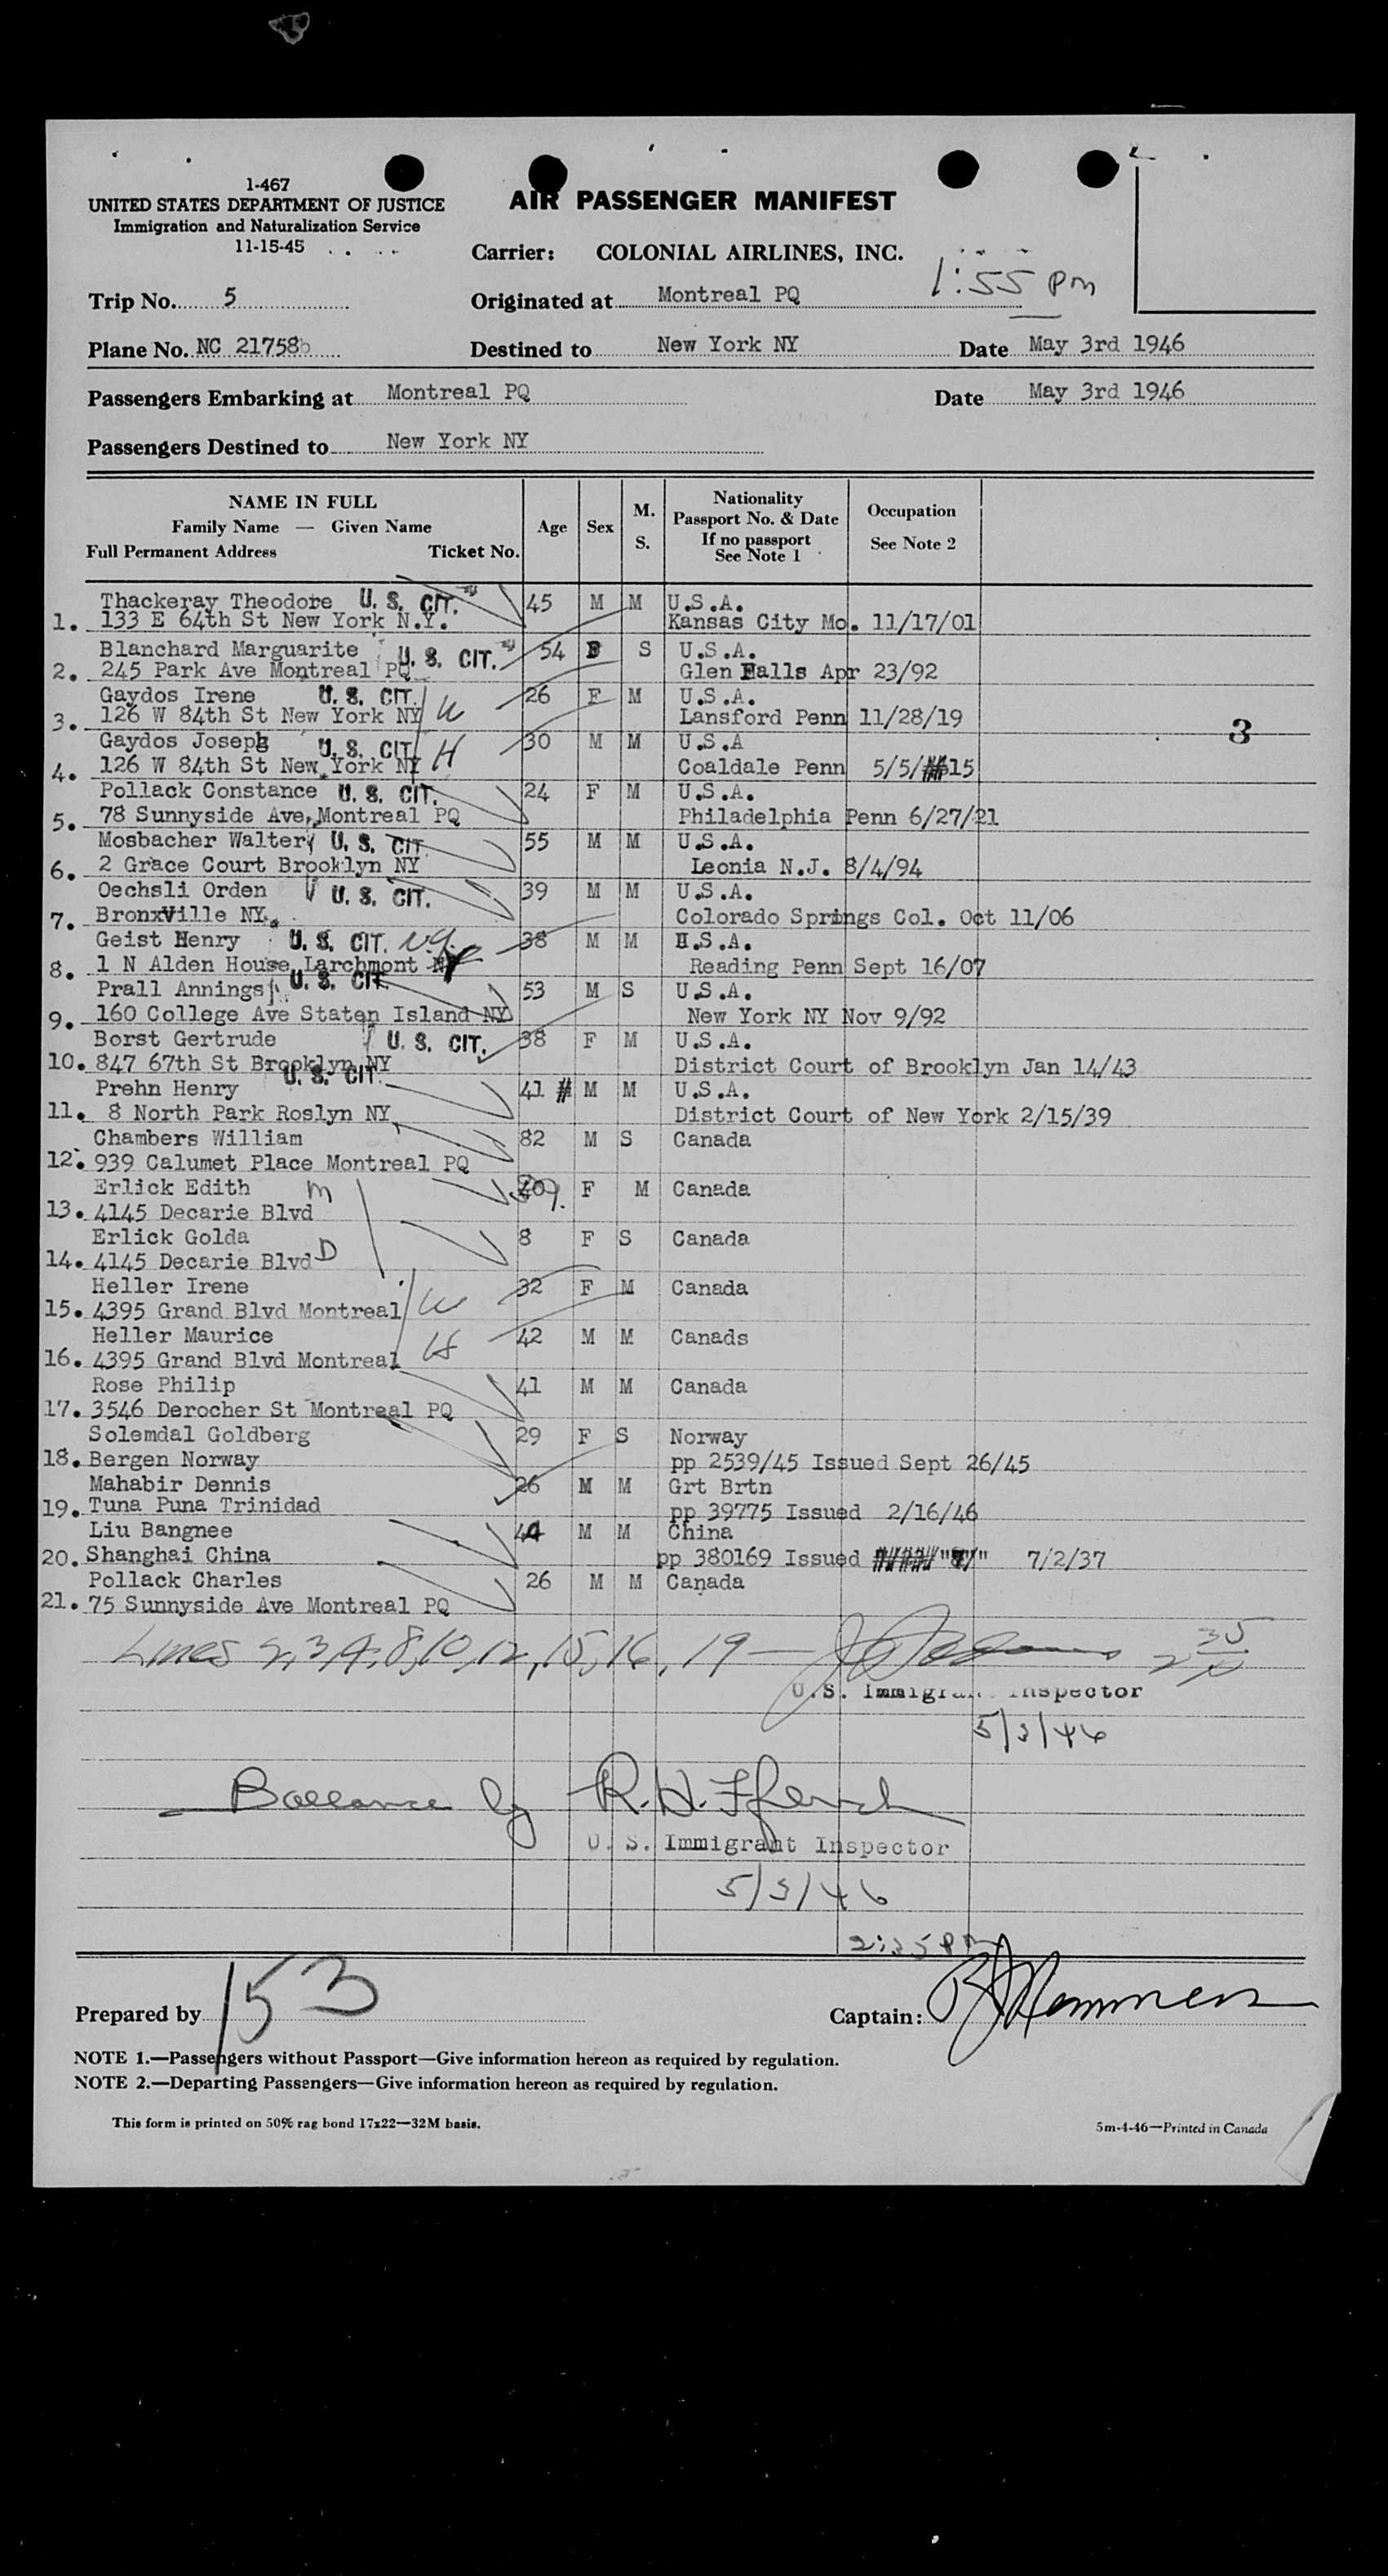 1-467
UNITED STATES DEPARTMENT OF JUSTICE
Immigration and Naturalization Service
11-15-45
AIR PASSENGER MANIFEST
Carrier: COLONIAL AIRLINES, INC.
1:55 pm
Trip No. 5 Originated at Montreal PQ
Plane No. NC 21758 Destined to New York NY Date May 3rd 1946
Passengers Embarking at Montreal PQ Date May 3rd 1946
Passengers Destined to New York NY
NAME IN FULL
Family Name — Given Name
Full Permanent Address Ticket No.
Age Sex M. S.
Nationality
Passport No. & Date
If no passport
See Note 1
Occupation
See Note 2
Thackeray Theodore U. S. CIT. 45 M M U.S.A.
1. 133 E 64th St New York N.Y. Kansas City Mo. 11/17/01
Blanchard Marguarite U. S. CIT. 54 S U.S.A.
2. 245 Park Ave Montreal PQ Glen Falls Apr 23/92
Gaydos Irene U. S. CIT. 26 F M U.S.A.
3. 126 W 84th St New York NY W Lansford Penn 11/28/19
3
Gaydos Joseph U. S. CIT 30 M M U.S.A
4. 126 W 84th St New York NY H Coaldale Penn 5/5/##15
Pollack Constance U. S. CIT. 24 F M U.S.A.
5. 78 Sunnyside Ave, Montreal PQ Philadelphia Penn 6/27/21
Mosbacher Walter U. S. CIT 55 M M U.S.A.
6. 2 Grace Court Brooklyn NY Leonia N.J. 8/4/94
Oechsli Orden U. S. CIT. 39 M M U.S.A.
7. BronxVille NY. Colorado Springs Col. Oct 11/06
Geist Henry U. S. CIT. N.Y. 38 M M U.S.A.
8. 1 N Alden House, Larchmont Reading Penn Sept 16/07
Prall Annings U. S. CIT. 53 M S U.S.A.
9. 160 College Ave Staten Island NY New York NY Nov 9/92
Borst Gertrude U. S. CIT. 38 F M U.S.A.
10. 847 67th St Brooklyn NY District Court of Brooklyn Jan 14/43
Prehn Henry U. S. CIT. 41 # M M U.S.A.
11. 8 North Park Roslyn NY District Court of New York 2/15/39
Chambers William 82 M S Canada
12. 939 Calumet Place Montreal PQ
Erlick Edith m F M Canada
13. 4145 Decarie Blvd
Erlick Golda 8 F S Canada
14. 4145 Decarie Blvd D
Heller Irene 32 F M Canada
15. 4395 Grand Blvd Montreal W
Heller Maurice 42 M M Canads
16. 4395 Grand Blvd Montreal H
Rose Philip 41 M M Canada
17. 3546 Derocher St Montreal PQ
Solemdal Goldberg 29 F S Norway
18. Bergen Norway pp 2539/45 Issued Sept 26/45
Mahabir Dennis 26 M M Grt Brtn
19. Tuna Puna Trinidad pp 39775 Issued 2/16/46
Liu Bangnee M M China
20. Shanghai China pp 380169 Issued 7/2/37
Pollack Charles 26 M M Canada
21. 75 Sunnyside Ave Montreal PQ
Lines 2, 3, 4, 8, 10, 12, 15, 16, 19 —
U.S. Immigrant Inspector
5/3/46
Ballance by R.H. Ffrench
U. S. Immigrant Inspector
5/3/46
2:35 PM
Prepared by 153 Captain:
NOTE 1.—Passengers without Passport—Give information hereon as required by regulation.
NOTE 2.—Departing Passengers—Give information hereon as required by regulation.
This form is printed on 50% rag bond 17x22—32M basis. 5m-4-46—Printed in Canada